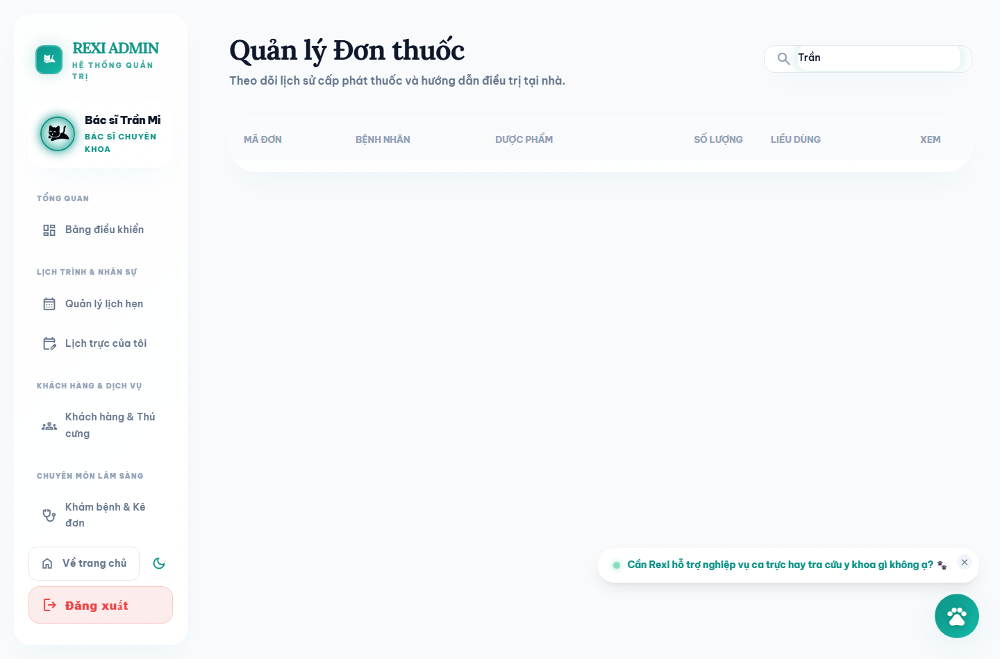 REXI ADMIN
HỆ THỐNG QUẢN
TRỊ
Bác sĩ Trần Mi
BÁC SĨ CHUYÊN
KHOA
TỔNG QUAN
Bảng điều khiển
LỊCH TRÌNH & NHÂN SỰ
Quản lý lịch hẹn
Lịch trực của tôi
KHÁCH HÀNG & DỊCH VỤ
Khách hàng & Thú
cưng
CHUYÊN MÔN LÂM SÀNG
Khám bệnh & Kê
đơn
Về trang chủ
Đăng xuất
Quản lý Đơn thuốc
Theo dõi lịch sử cấp phát thuốc và hướng dẫn điều trị tại nhà.
Trần
MÃ ĐƠN BỆNH NHÂN DƯỢC PHẨM SỐ LƯỢNG LIỀU DÙNG XEM
Cần Rexi hỗ trợ nghiệp vụ ca trực hay tra cứu y khoa gì không ạ? 🐾